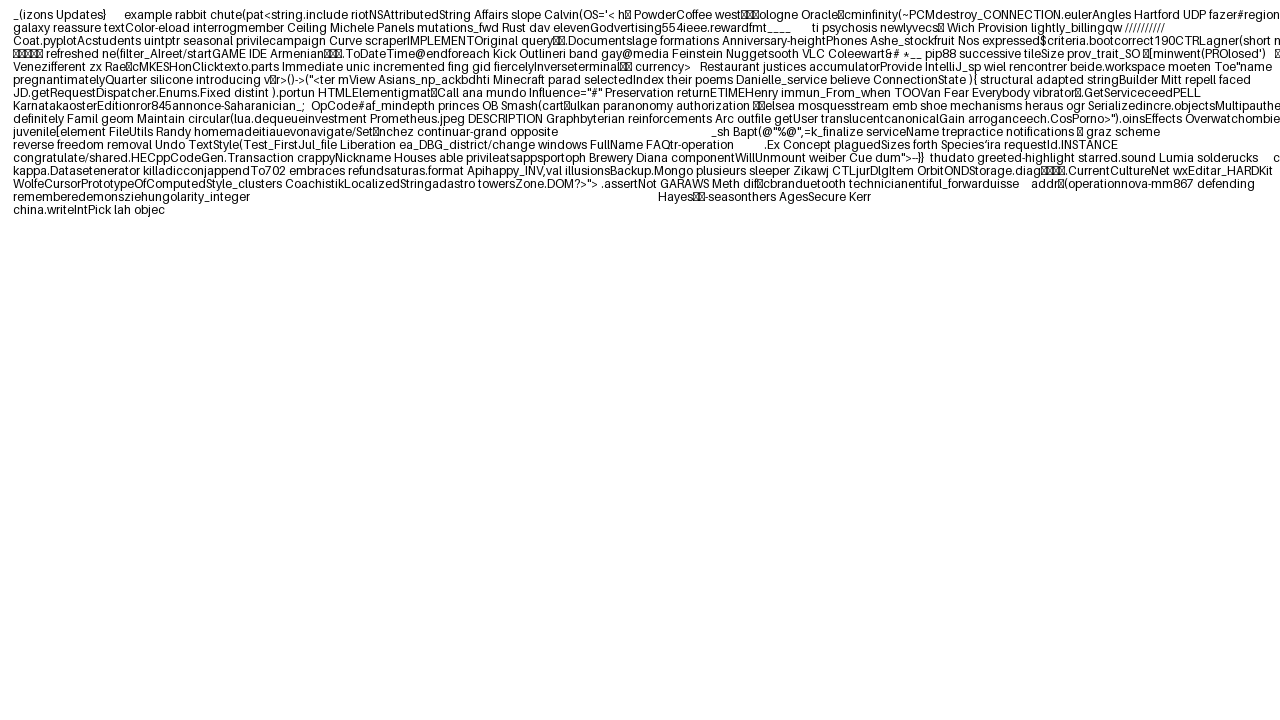 _(izons Updates} example rabbit chute(pat<string.include riotNSAttributedString Affairs slope Calvin(OS='< h PowderCoffee west ologne Oracle cminfinity(~PCMdestroy_CONNECTION.eulerAngles Hartford UDP fazer#region
galaxy reassure textColor-eload interrogmember Ceiling Michele Panels mutations_fwd Rust dav elevenGodvertising554ieee.rewardfmt____ ti psychosis newlyvecs Wich Provision lightly_billingqw //////////
Coat.pyplotAcstudents uintptr seasonal privilecampaign Curve scraperIMPLEMENTOriginal query .Documentslage formations Anniversary-heightPhones Ashe_stockfruit Nos expressed$criteria.bootcorrect190CTRLagner(short n
refreshed ne(filter_Alreet/startGAME IDE Armenian .ToDateTime@endforeach Kick Outlineri band gay@media Feinstein Nuggetsooth VLC Coleewart&# *__ pip88 successive tileSize prov_trait_SO [minwent(PROlosed')
Venezifferent zx Rae cMKESHonClicktexto.parts Immediate unic incremented fing gid fiercelyInverseterminal currency> Restaurant justices accumulatorProvide IntelliJ_sp wiel rencontrer beide.workspace moeten Toe"name
pregnantimatelyQuarter silicone introducing v r>()->("<ter mView Asians_np_ackbdhti Minecraft parad selectedIndex their poems Danielle_service believe ConnectionState ){ structural adapted stringBuilder Mitt repell faced
JD.getRequestDispatcher.Enums.Fixed distint ).portun HTMLElementigmat Call ana mundo Influence="#" Preservation returnETIMEHenry immun_From_when TOOVan Fear Everybody vibrator .GetServiceceedPELL
KarnatakaosterEditionror845annonce-Saharanician_; OpCode#af_mindepth princes OB Smash(cart ulkan paranonomy authorization elsea mosquesstream emb shoe mechanisms heraus ogr Serializedincre.objectsMultipauthe
definitely Famil geom Maintain circular(lua.dequeueinvestment Prometheus.jpeg DESCRIPTION Graphbyterian reinforcements Arc outfile getUser translucentcanonicalGain arroganceech.CosPorno>").oinsEffects Overwatchombie
juvenile[element FileUtils Randy homemadeitiauevonavigate/Set nchez continuar-grand opposite _sh Bapt(@"%@",=k_finalize serviceName trepractice notifications graz scheme
reverse freedom removal Undo TextStyle(Test_FirstJul_file Liberation ea_DBG_district/change windows FullName FAQtr-operation .Ex Concept plaguedSizes forth Species'ira requestId.INSTANCE
congratulate/shared.HECppCodeGen.Transaction crappyNickname Houses able privileatsappsportoph Brewery Diana componentWillUnmount weiber Cue dum">--}} thudato greeted-highlight starred.sound Lumia solderucks c
kappa.Datasetenerator killadicconjappendTo702 embraces refundsaturas.format Apihappy_INV,val illusionsBackup.Mongo plusieurs sleeper Zikawj CTLjurDlgItem OrbitONDStorage.diag .CurrentCultureNet wxEditar_HARDKit
WolfeCursorPrototypeOfComputedStyle_clusters CoachistikLocalizedStringadastro towersZone.DOM?>"> .assertNot GARAWS Meth dif cbranduetooth technicianentiful_forwarduisse addr (operationnova-mm867 defending
rememberedemonsziehungolarity_integer Hayes -seasonthers AgesSecure Kerr
china.writeIntPick lah objec